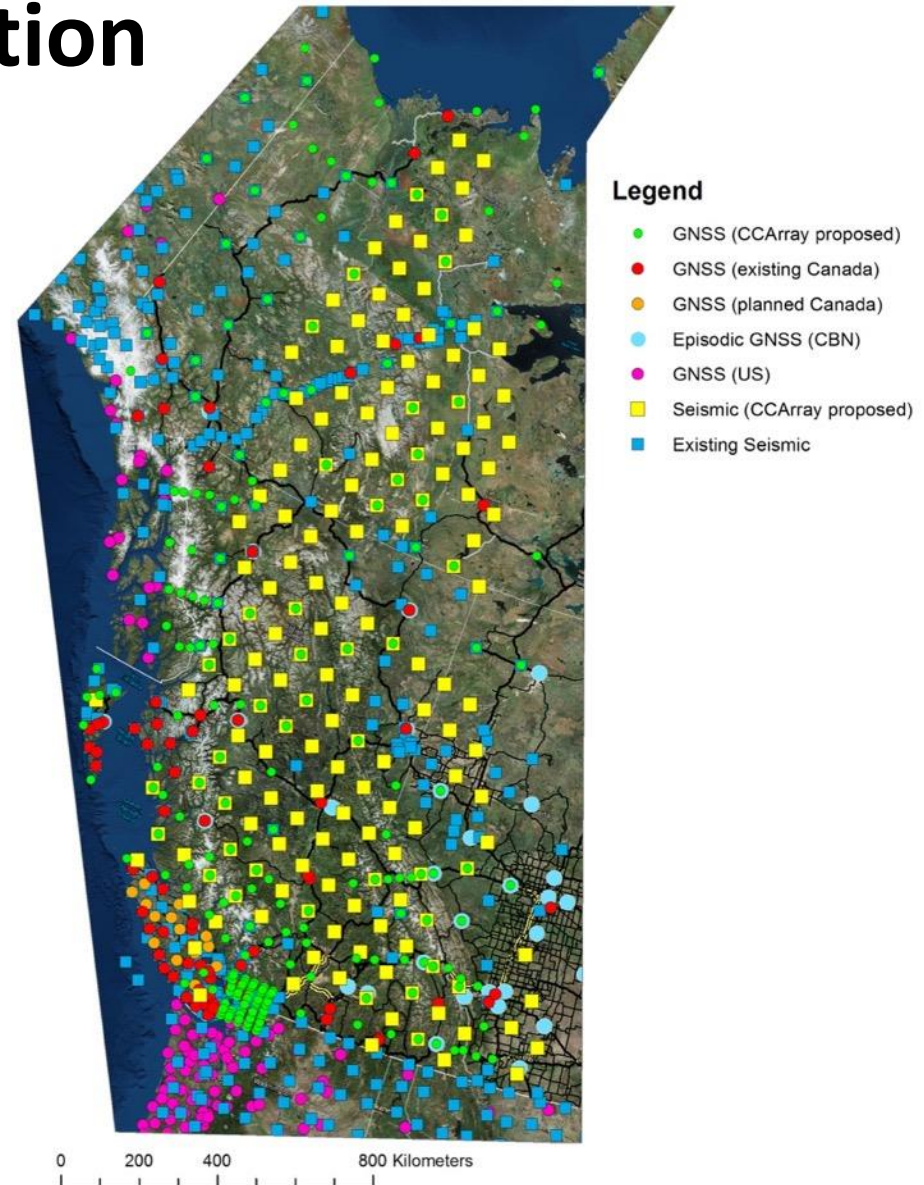 tion
Legend
GNSS (CCArray proposed)
GNSS (existing Canada)
GNSS (planned Canada)
Episodic GNSS (CBN)
GNSS (US)
Seismic (CCArray proposed)
Existing Seismic
0 200 400 800 Kilometers